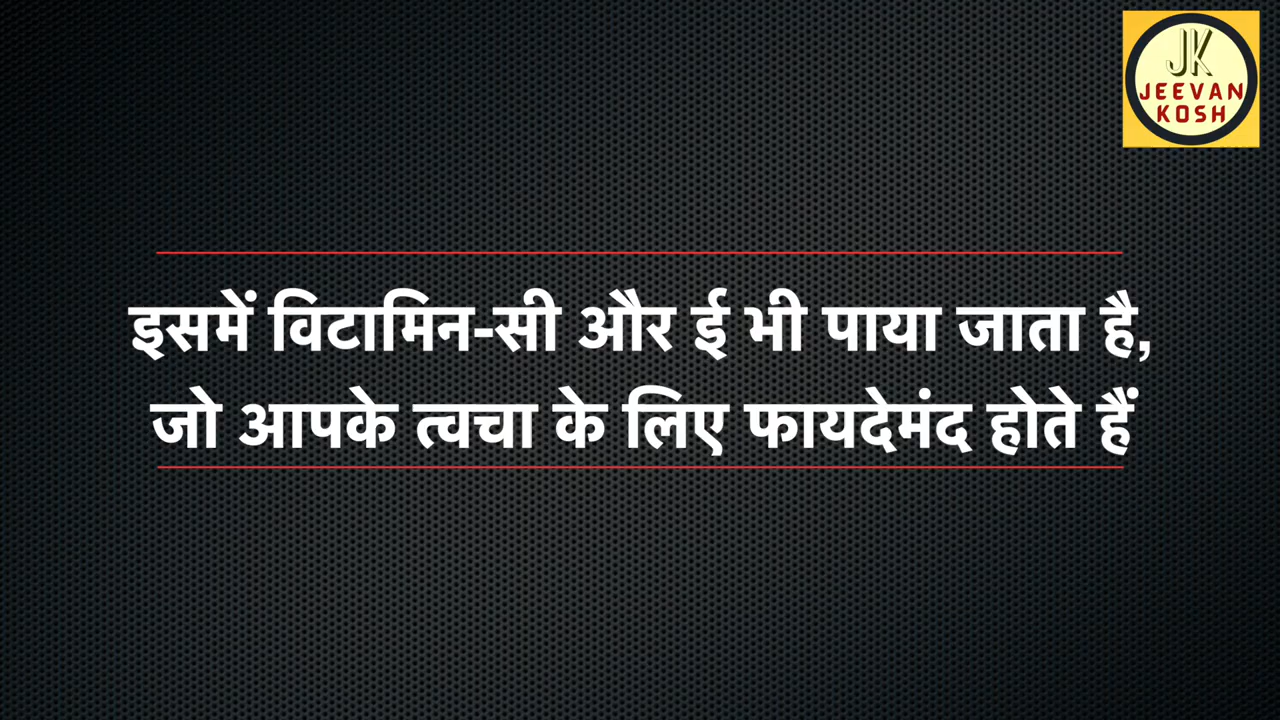 JK
JEEVAN
KOSH
इसमें विटामिन-सी और ई भी पाया जाता है,
जो आपके त्वचा के लिए फायदेमंद होते हैं